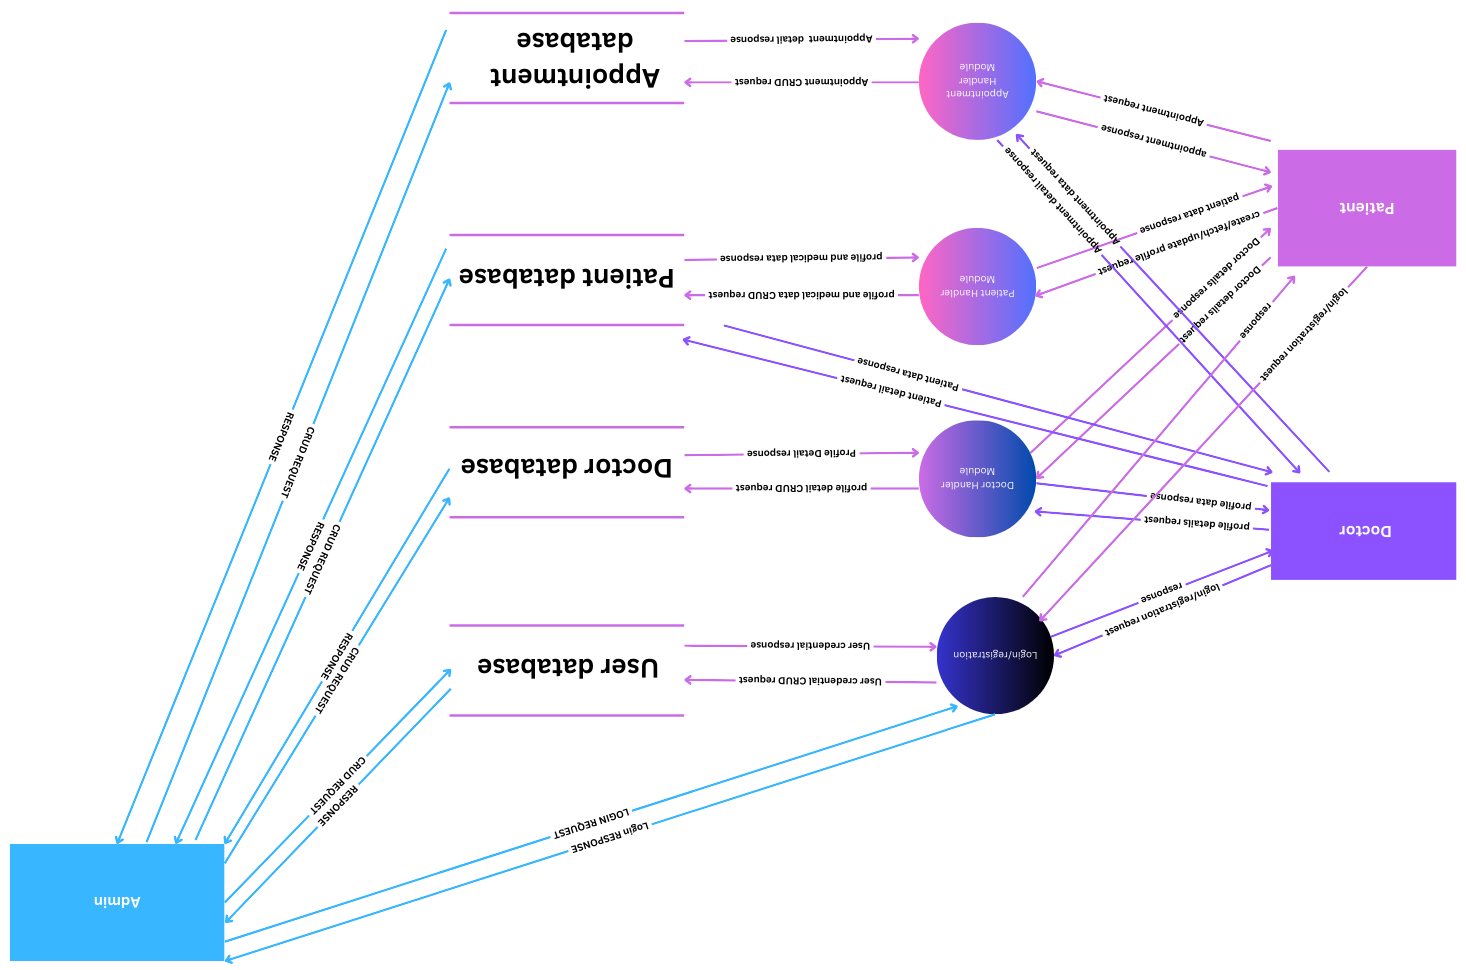 Admin
Login RESPONSE
LOGIN REQUEST
RESPONSE
CRUD REQUEST
User credential CRUD request
Login/registration
User database
User credential response
login/registration request
response
CRUD REQUEST
RESPONSE
Doctor
profile details request
profile data response
profile detail CRUD request
Doctor Handler
Module
Doctor database
Profile Detail response
CRUD REQUEST
RESPONSE
CRUD REQUEST
RESPONSE
Patient detail request
Patient data response
login/registration request
response
Doctor details request
Doctor details response
profile and medical data CRUD request
Patient Handler
Module
Patient database
profile and medical data response
create/fetch/update profile request
patient data response
Patient
Appointment data request
Appointment detail response
appointment response
Appointment request
Appointment
Handler
Module
Appointment CRUD request
Appointment
database
Appointment detail response